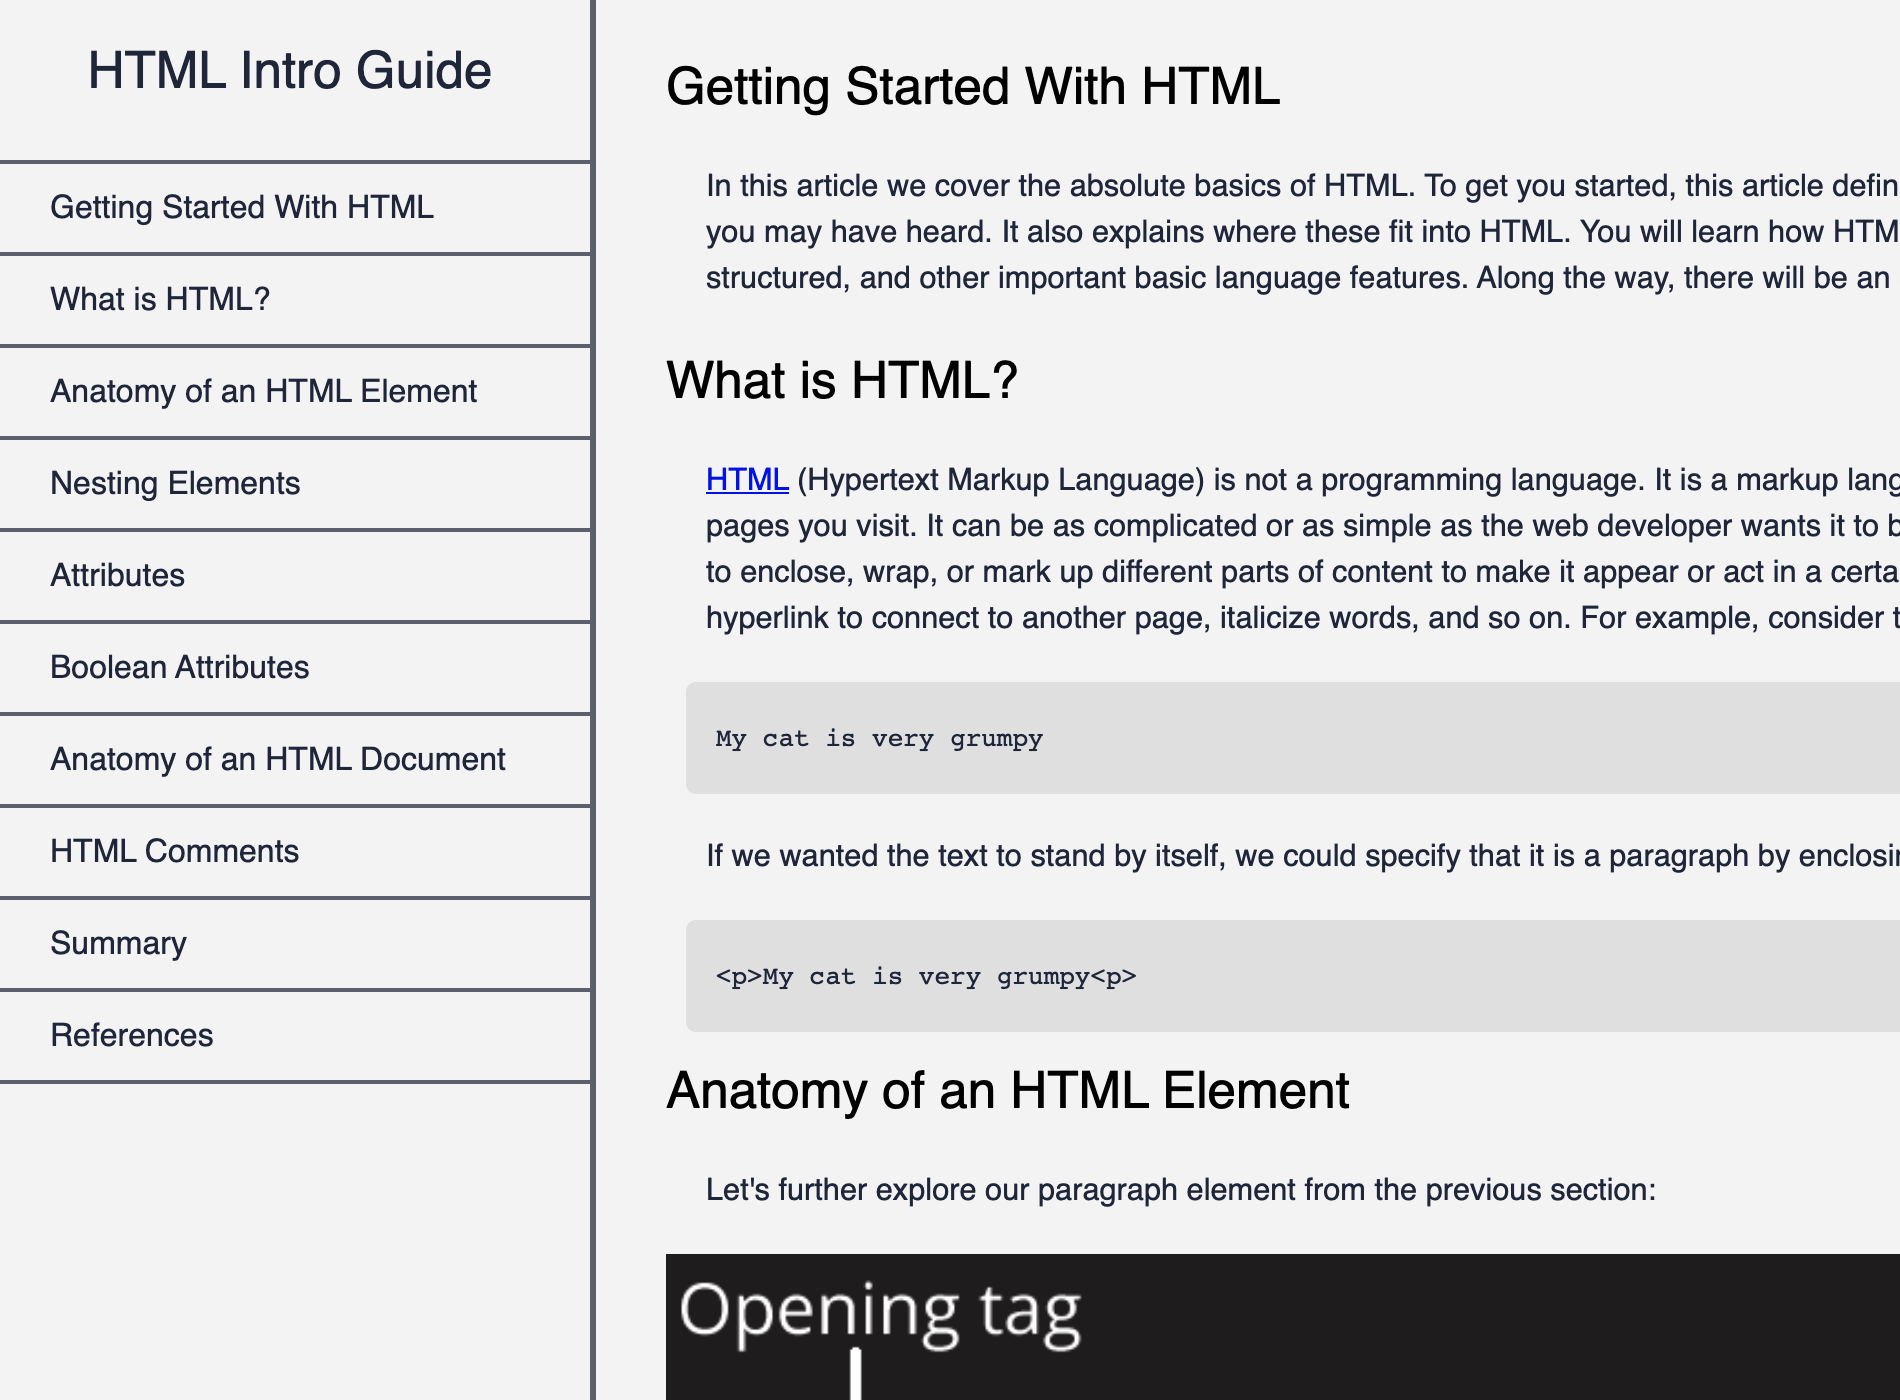 HTML Intro Guide
Getting Started With HTML
What is HTML?
Anatomy of an HTML Element
Nesting Elements
Attributes
Boolean Attributes
Anatomy of an HTML Document
HTML Comments
Summary
References
Getting Started With HTML
In this article we cover the absolute basics of HTML. To get you started, this article defin
you may have heard. It also explains where these fit into HTML. You will learn how HTM
structured, and other important basic language features. Along the way, there will be an
What is HTML?
HTML (Hypertext Markup Language) is not a programming language. It is a markup lang
pages you visit. It can be as complicated or as simple as the web developer wants it to b
to enclose, wrap, or mark up different parts of content to make it appear or act in a certa
hyperlink to connect to another page, italicize words, and so on. For example, consider t
My cat is very grumpy
If we wanted the text to stand by itself, we could specify that it is a paragraph by enclosin
<p>My cat is very grumpy<p>
Anatomy of an HTML Element
Let's further explore our paragraph element from the previous section:
Opening tag